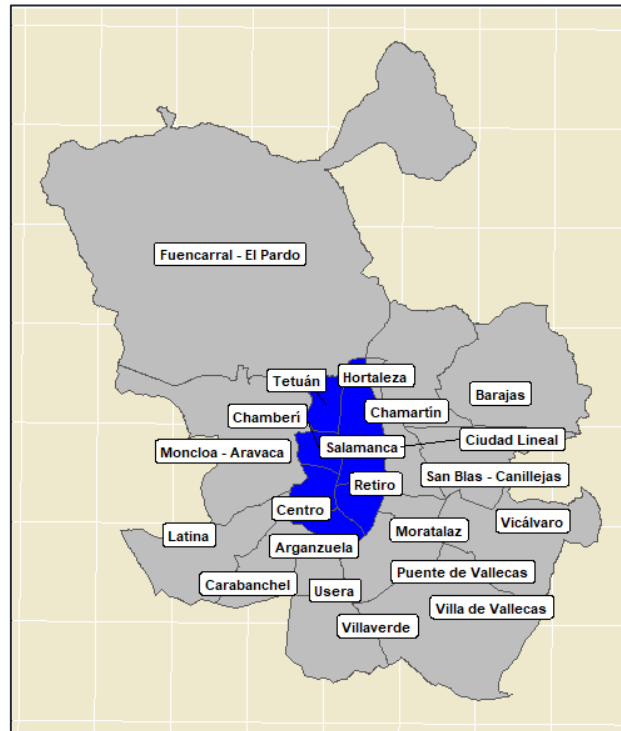 Fuencarral - El Pardo
Tetuán
Hortaleza
Barajas
Chamberí
Chamartín
Moncloa - Aravaca
Salamanca
Ciudad Lineal
San Blas - Canillejas
Retiro
Centro
Vicálvaro
Latina
Moratalaz
Arganzuela
Puente de Vallecas
Carabanchel
Usera
Villa de Vallecas
Villaverde